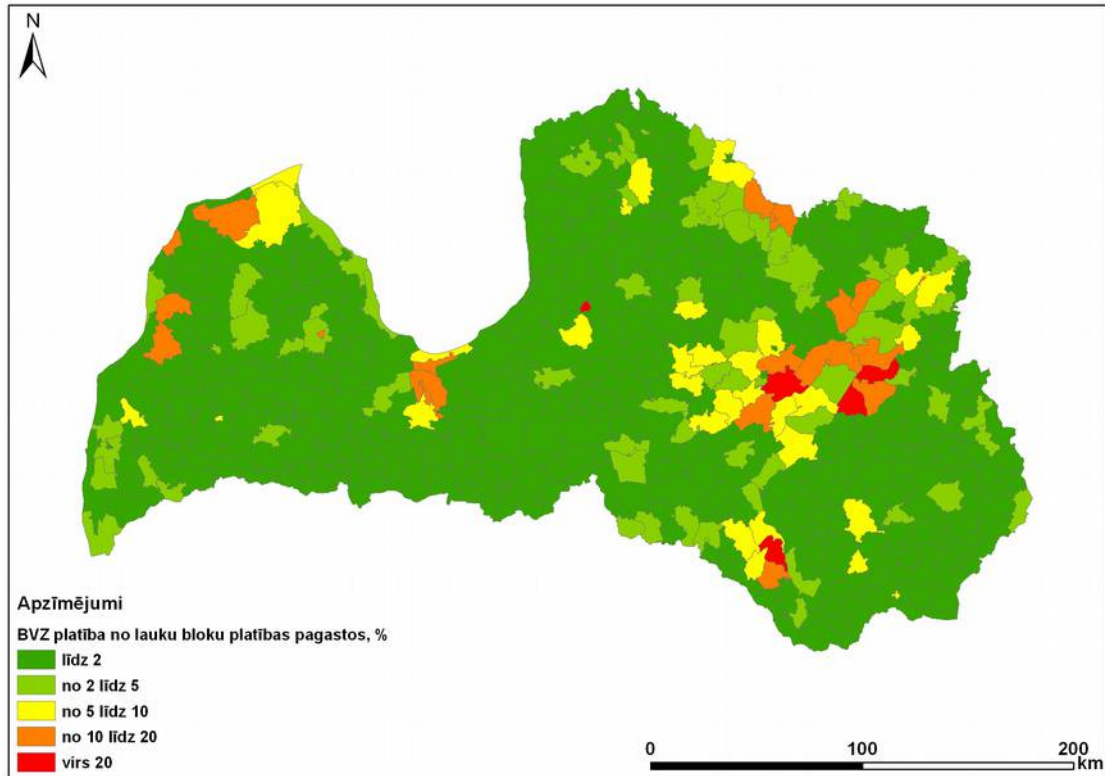 N
Apzīmējumi
BVZ platība no lauku bloku platības pagastos, %
līdz 2
no 2 līdz 5
no 5 līdz 10
no 10 līdz 20
virs 20
0 100 200
km